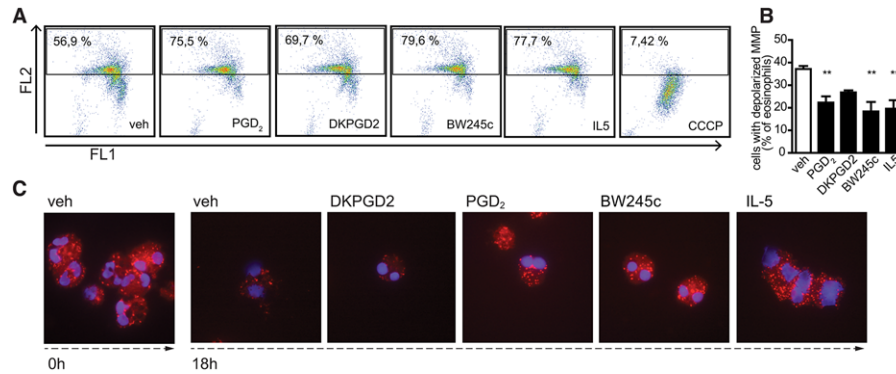 A
B
56,9 %
75,5 %
69,7 %
79,6 %
77,7 %
7,42 %
FL2
veh
PGD2
DKPGD2
BW245c
IL5
CCCP
FL1
cells with depolarized MMP
(% of eosinophils)
50
40
30
20
10
0
**
**
**
veh
PGD2
DKPGD2
BW245c
IL5
C
veh
veh
DKPGD2
PGD2
BW245c
IL-5
0h
18h